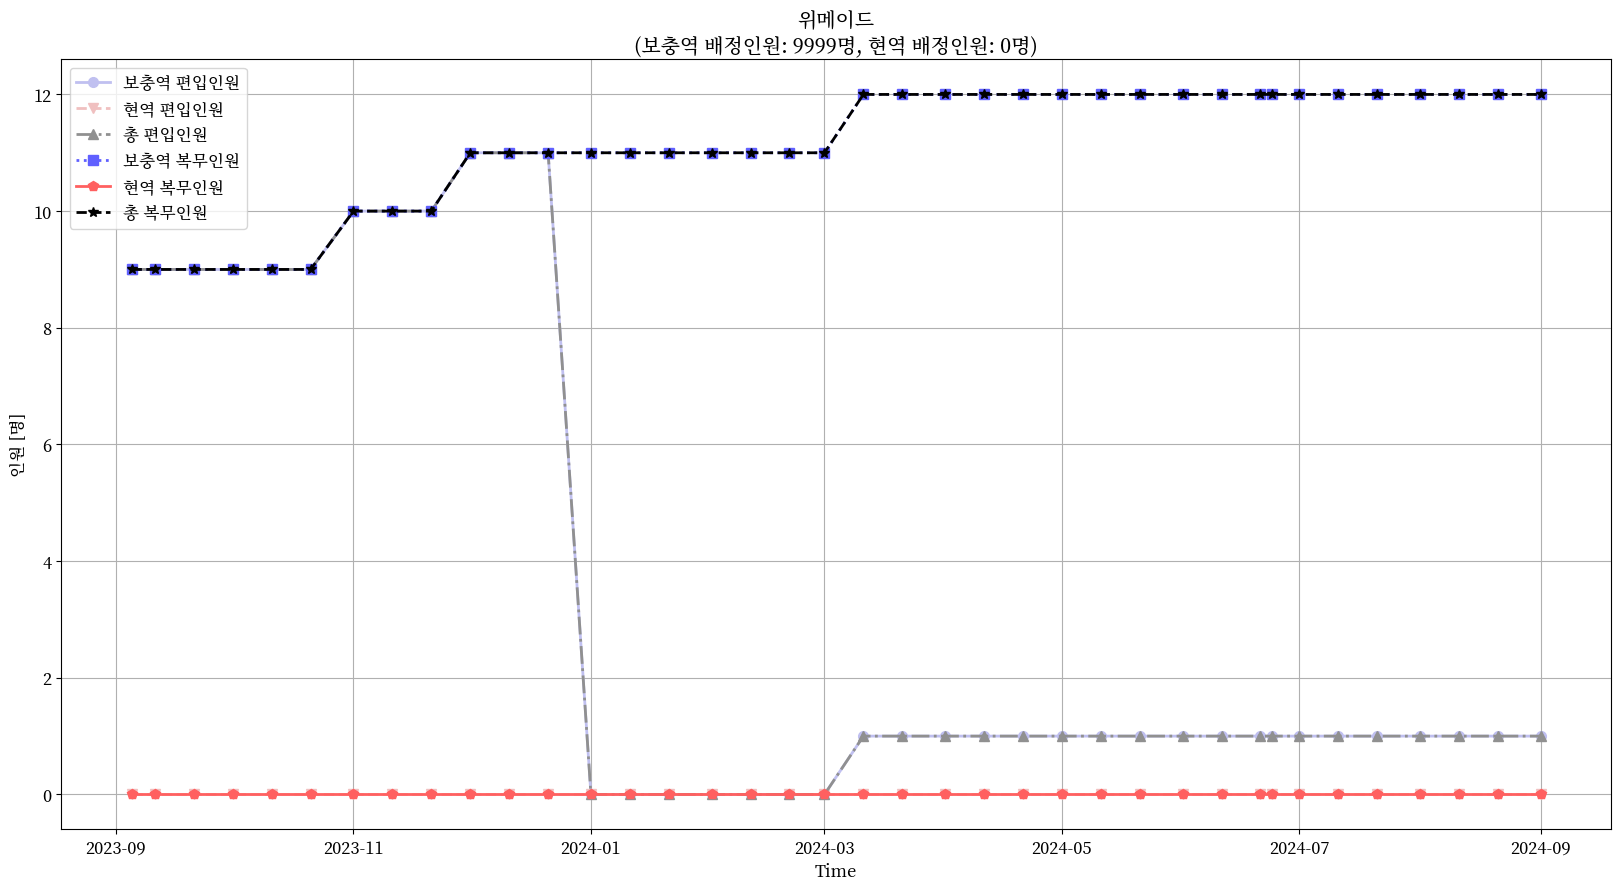 위메이드
(보충역 배정인원: 9999명, 현역 배정인원: 0명)
보충역 편입인원
현역 편입인원
총 편입인원
보충역 복무인원
현역 복무인원
총 복무인원
12
10
8
6
4
2
0
인원 [명]
2023-09
2023-11
2024-01
2024-03
2024-05
2024-07
2024-09
Time